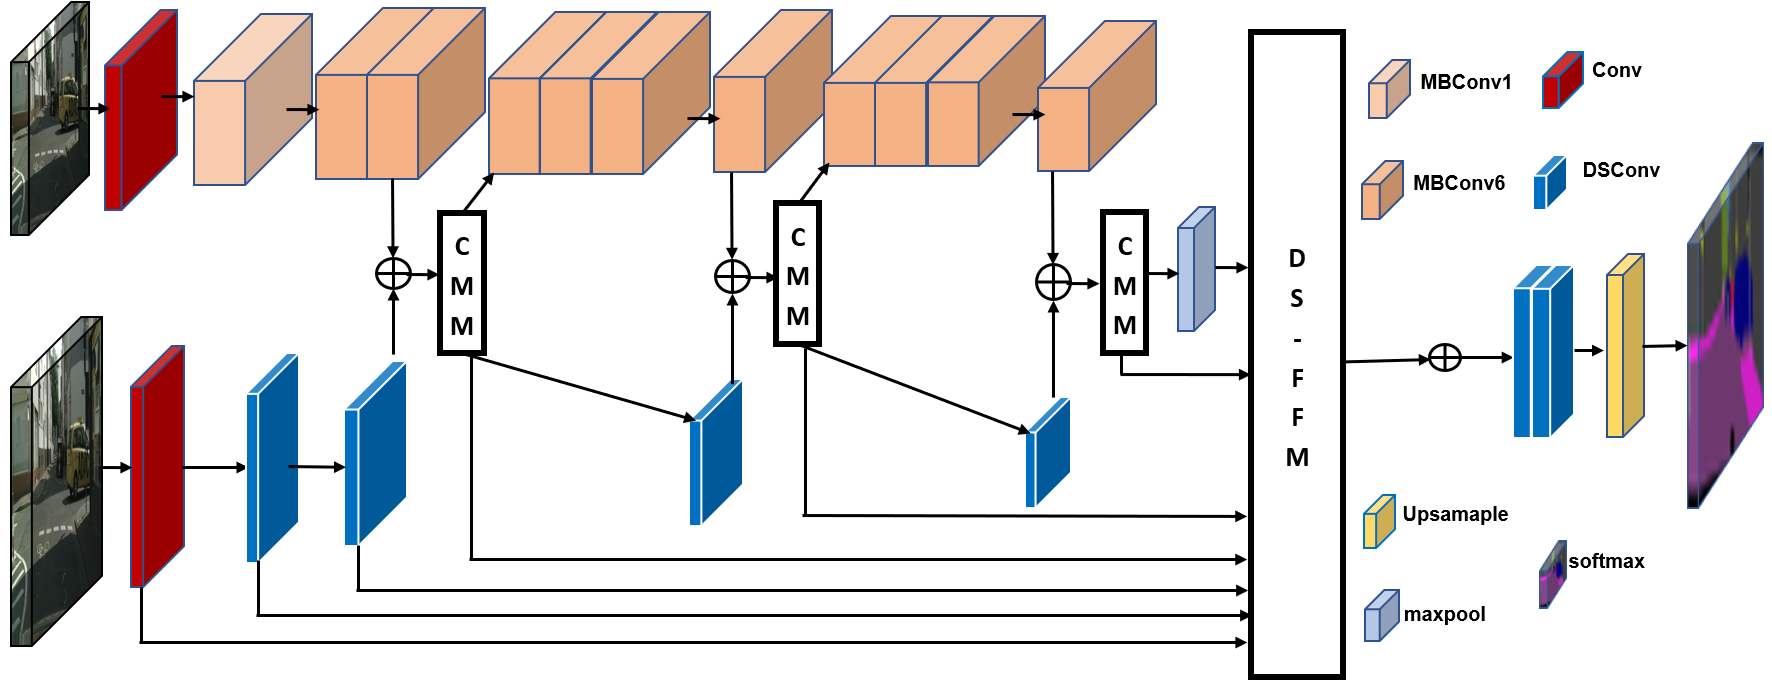 MBConv1
Conv
MBConv6
DSConv
C
M
M
C
M
M
C
M
M
D
S
-
F
F
M
Upsamaple
softmax
maxpool